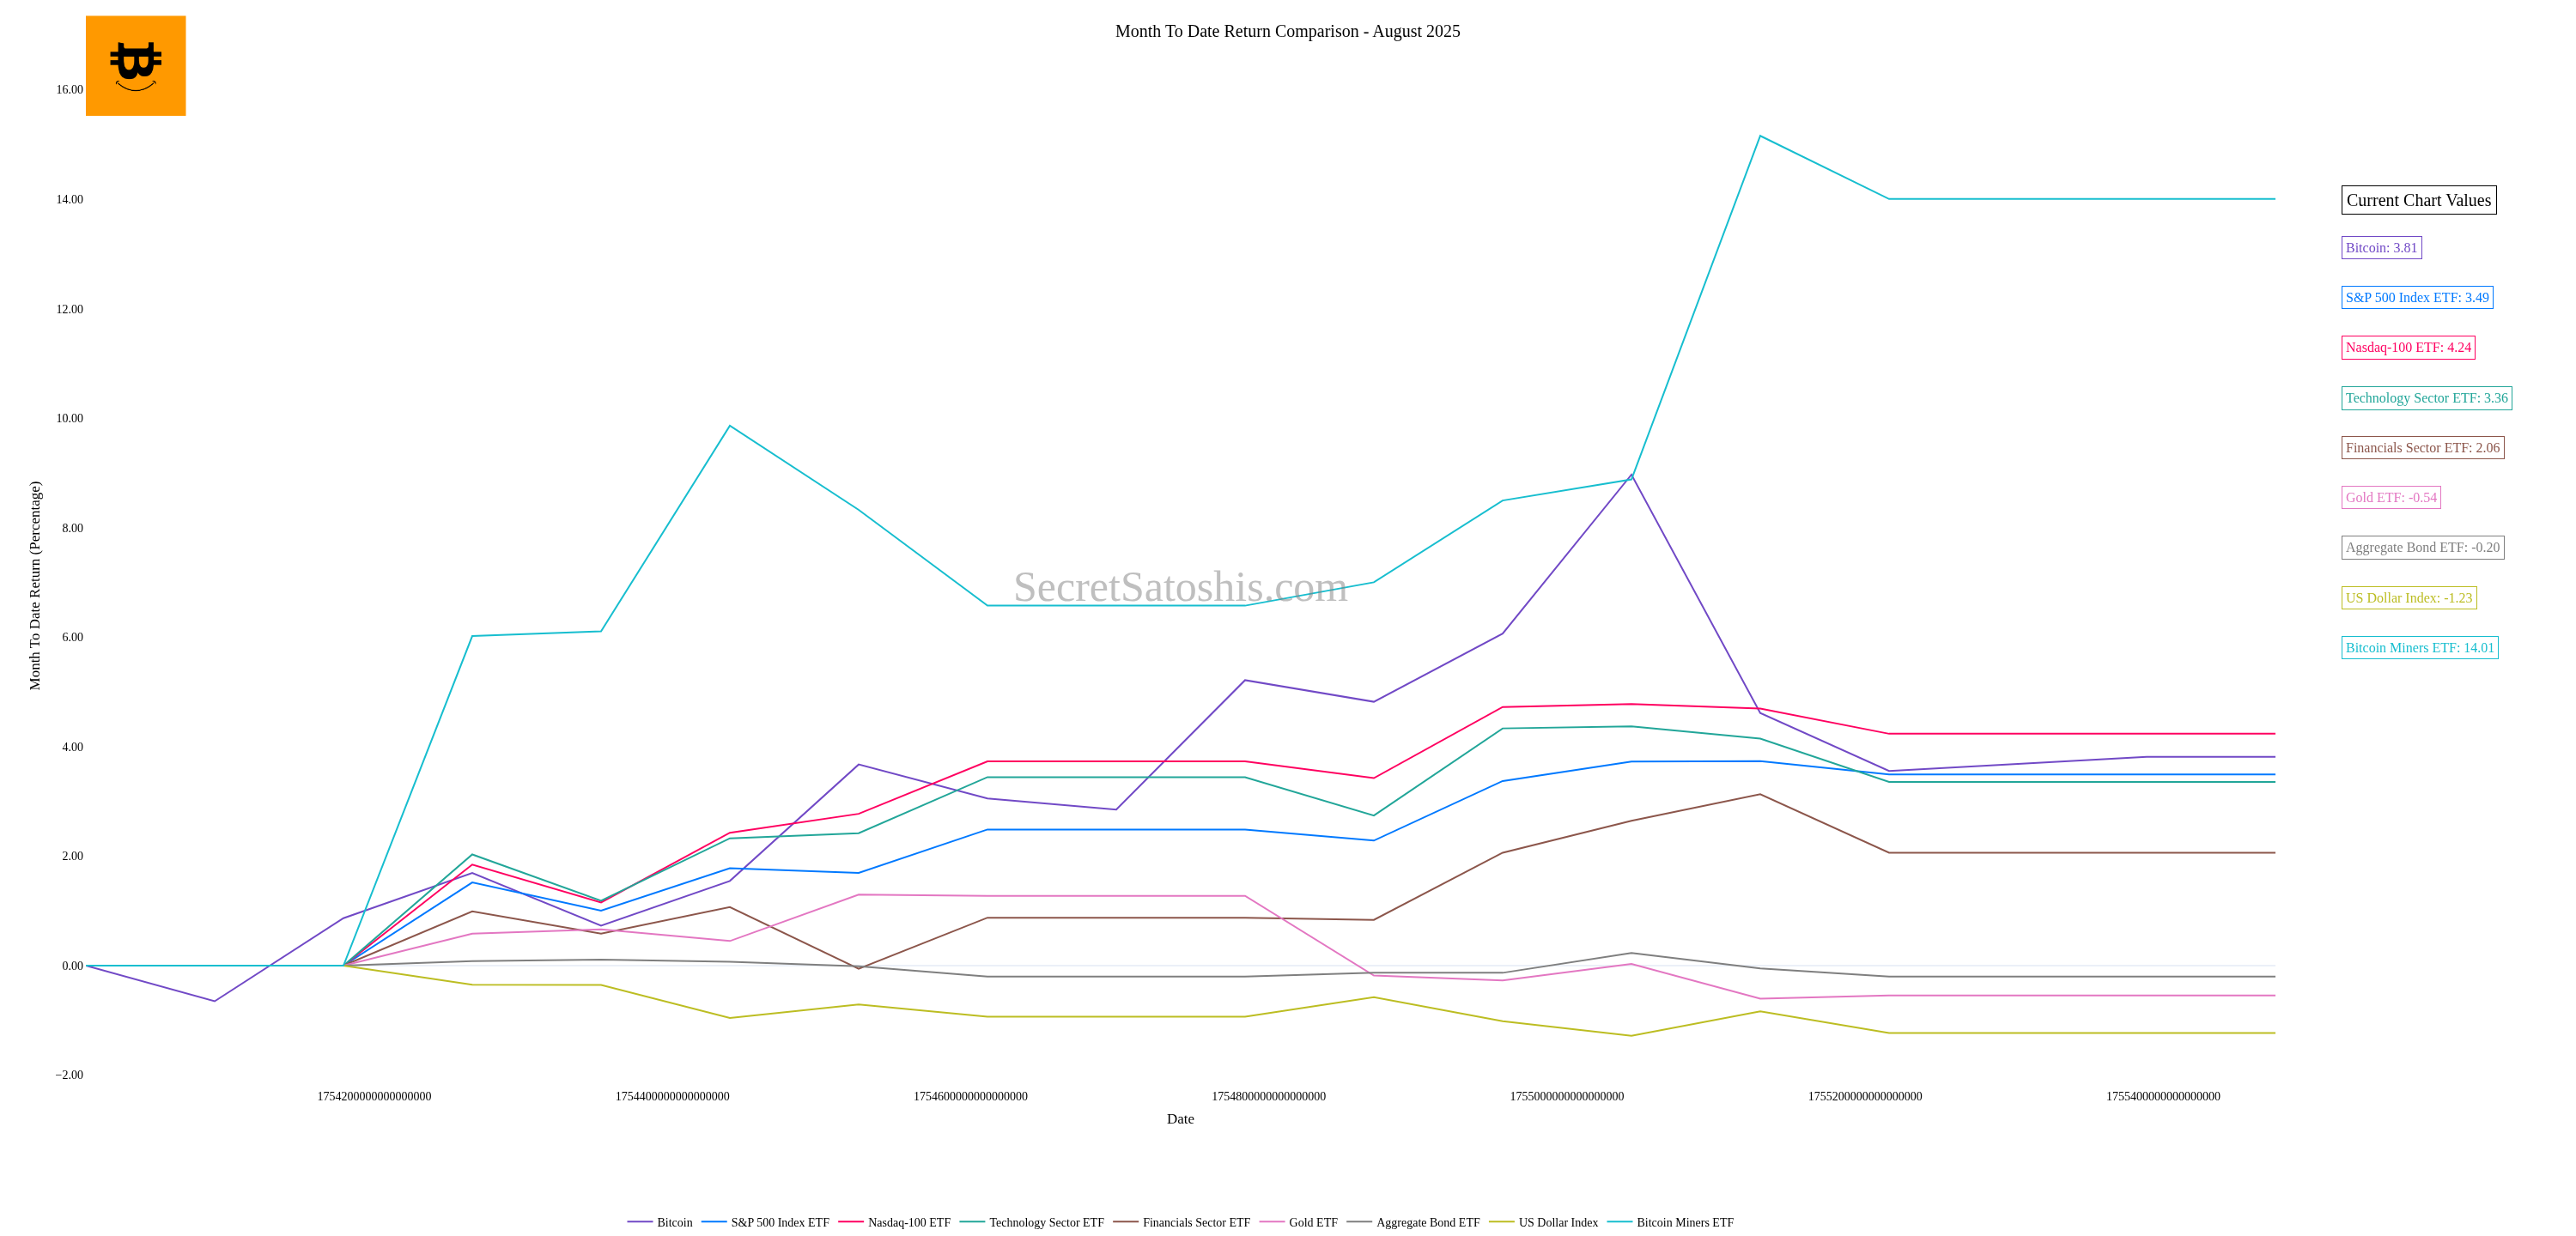 Month To Date Return Comparison - August 2025
16.00
14.00
12.00
10.00
8.00
6.00
4.00
2.00
0.00
−2.00
Month To Date Return (Percentage)
SecretSatoshis.com
Current Chart Values
Bitcoin: 3.81
S&P 500 Index ETF: 3.49
Nasdaq-100 ETF: 4.24
Technology Sector ETF: 3.36
Financials Sector ETF: 2.06
Gold ETF: -0.54
Aggregate Bond ETF: -0.20
US Dollar Index: -1.23
Bitcoin Miners ETF: 14.01
1754200000000000000 1754400000000000000 1754600000000000000 1754800000000000000 1755000000000000000 1755200000000000000 1755400000000000000
Date
Bitcoin S&P 500 Index ETF Nasdaq-100 ETF Technology Sector ETF Financials Sector ETF Gold ETF Aggregate Bond ETF US Dollar Index Bitcoin Miners ETF